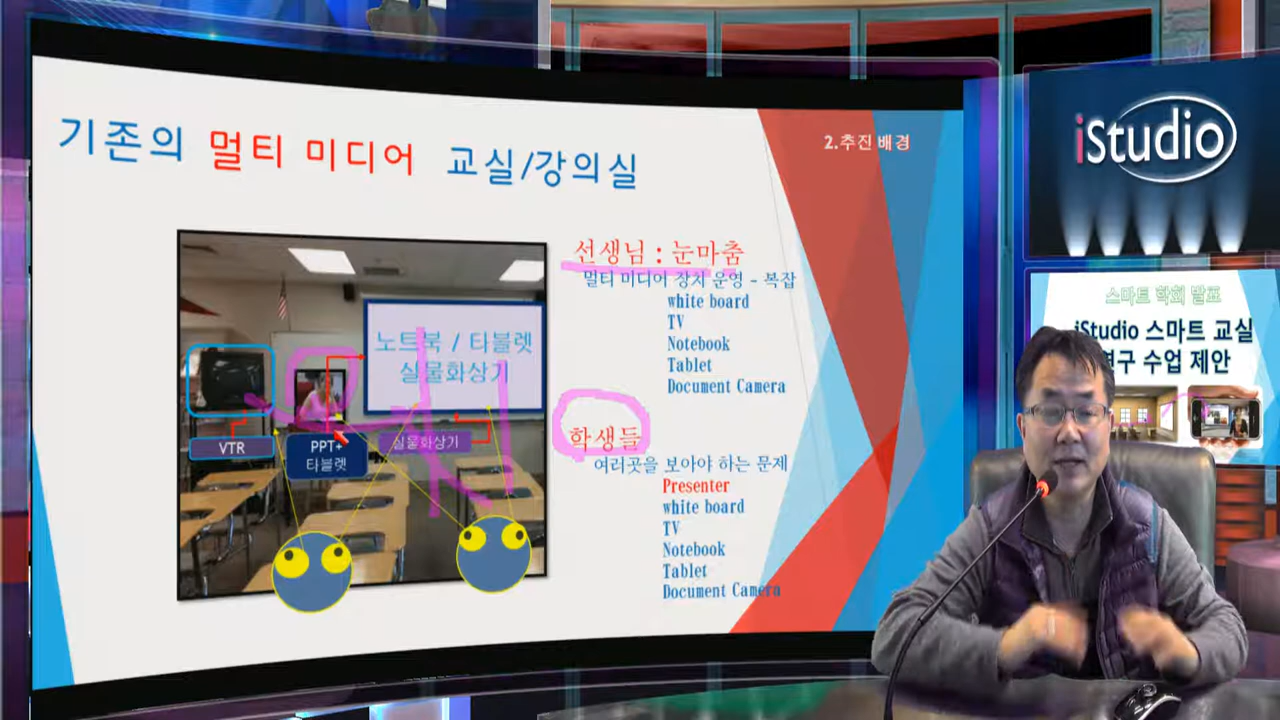 기존의 멀티 미디어 교실/강의실
2.추진 배경
노트북 / 타블렛
실물화상기
VTR
PPT+
타블렛
실물화상기
선생님 : 눈마춤
멀티 미디어 장치 운영 - 복잡
white board
TV
Notebook
Tablet
Document Camera
학생들
여러곳을 보아야 하는 문제
Presenter
white board
TV
Notebook
Tablet
Document Camera
iStudio
스마트 학회 발표
iStudio 스마트 교실
연구 수업 제안